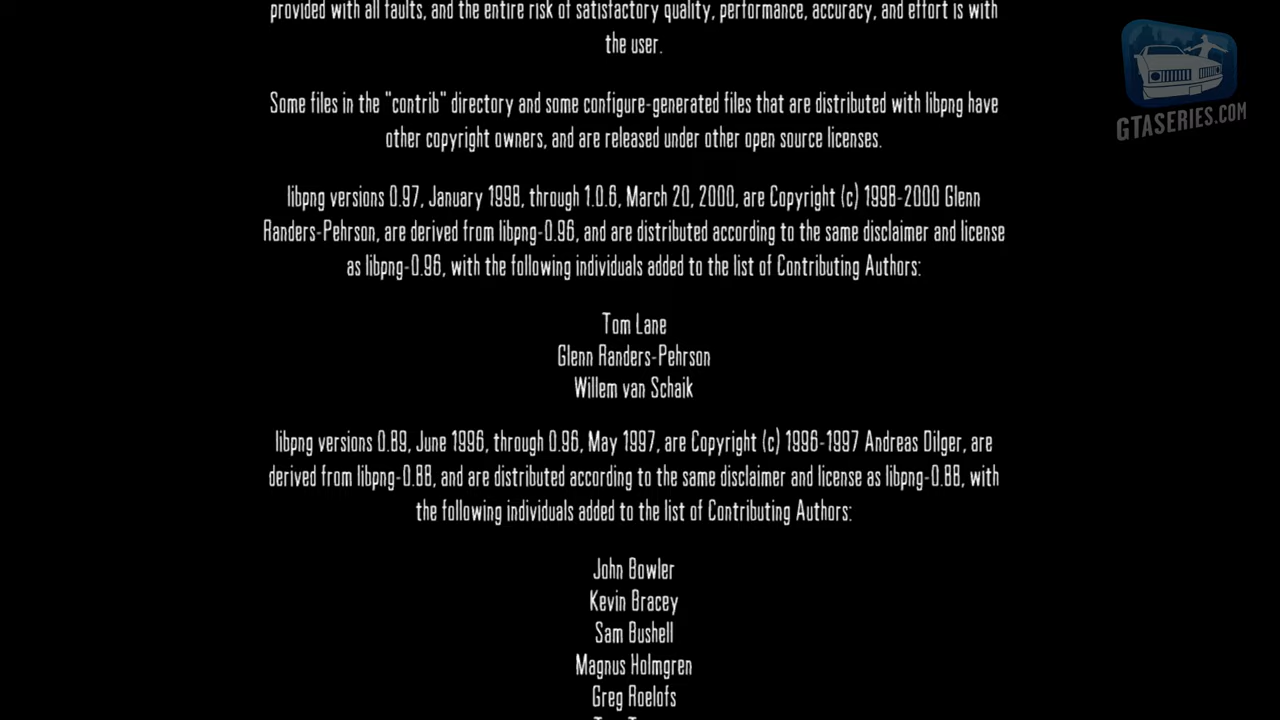 provided with all faults, and the entire risk of satisfactory quality, performance, accuracy, and effort is with
the user.
GTASERIES.COM
Some files in the "contrib" directory and some configure-generated files that are distributed with libpng have
other copyright owners, and are released under other open source licenses.
libpng versions 0.97, January 1998, through 1.0.6, March 20, 2000, are Copyright (c) 1998-2000 Glenn
Randers-Pehrson, are derived from libpng-0.96, and are distributed according to the same disclaimer and license
as libpng-0.96, with the following individuals added to the list of Contributing Authors:
Tom Lane
Glenn Randers-Pehrson
Willem van Schaik
libpng versions 0.89, June 1996, through 0.96, May 1997, are Copyright (c) 1996-1997 Andreas Dilger, are
derived from libpng-0.88, and are distributed according to the same disclaimer and license as libpng-0.88, with
the following individuals added to the list of Contributing Authors:
John Bowler
Kevin Bracey
Sam Bushell
Magnus Holmgren
Greg Roelofs